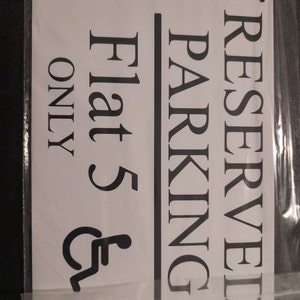 RESERVED
PARKING
Flat 5
ONLY